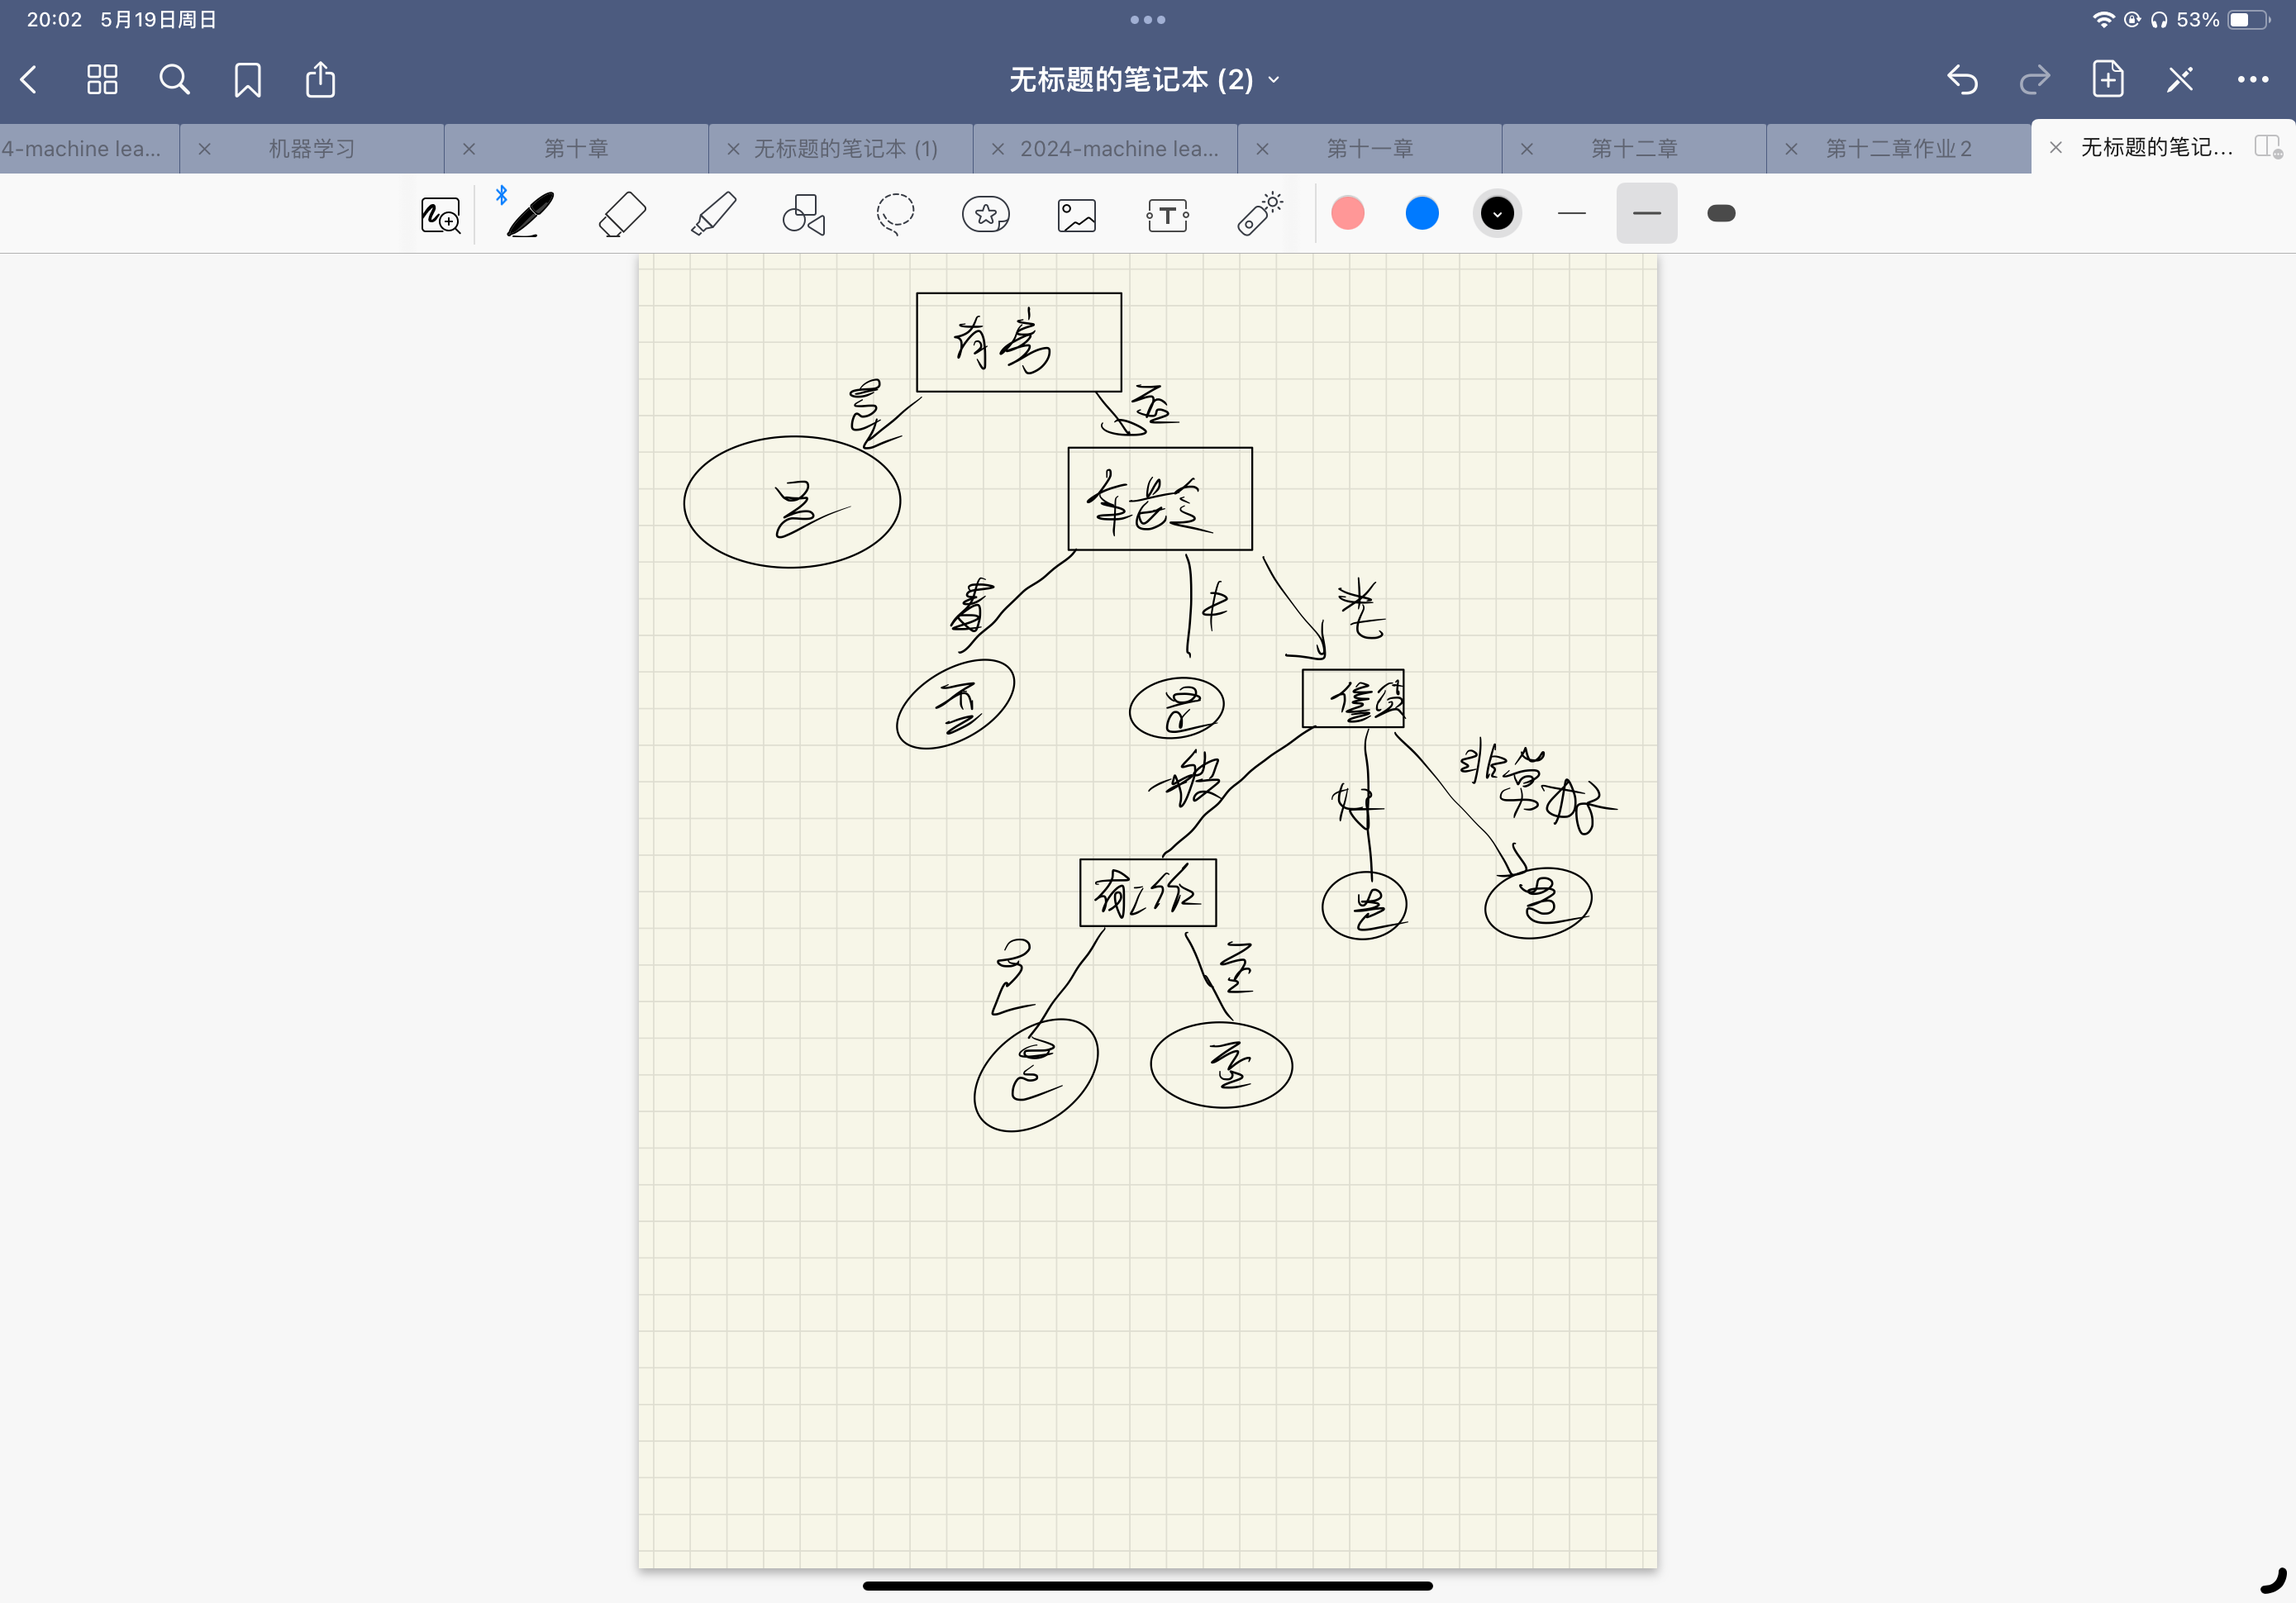 20:02 5月19日周日
53%
无标题的笔记本 (2)
4-machine lea...
机器学习
第十章
无标题的笔记本 (1)
2024-machine lea...
第十一章
第十二章
第十二章作业2
无标题的笔记...
有房
是
否
是
年龄
青
中
老
否
是
信贷
一般
好
非常好
有工作
是
是
是
否
是
否